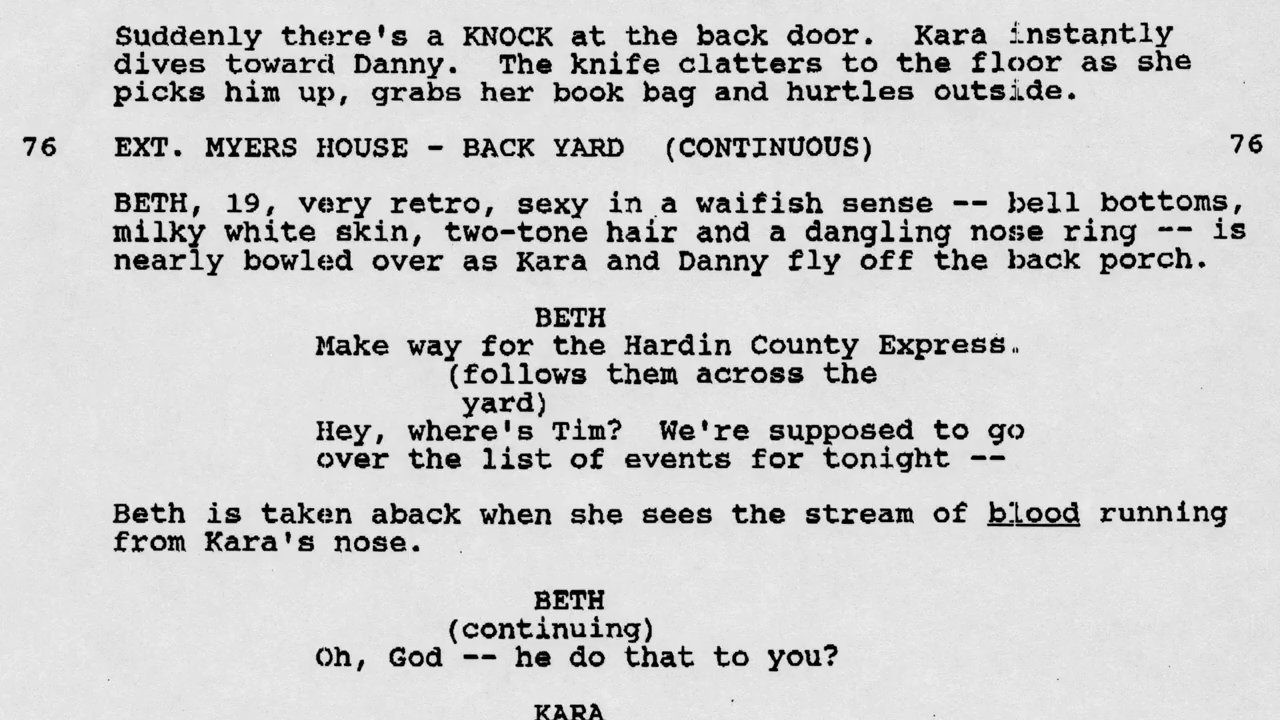 Suddenly there's a KNOCK at the back door.  Kara instantly
dives toward Danny.  The knife clatters to the floor as she
picks him up, grabs her book bag and hurtles outside.
76 EXT. MYERS HOUSE - BACK YARD (CONTINUOUS) 76
BETH, 19, very retro, sexy in a waifish sense -- bell bottoms,
milky white skin, two-tone hair and a dangling nose ring -- is
nearly bowled over as Kara and Danny fly off the back porch.
BETH
Make way for the Hardin County Express.
(follows them across the
yard)
Hey, where's Tim?  We're supposed to go
over the list of events for tonight --
Beth is taken aback when she sees the stream of blood running
from Kara's nose.
BETH
(continuing)
Oh, God -- he do that to you?
KARA